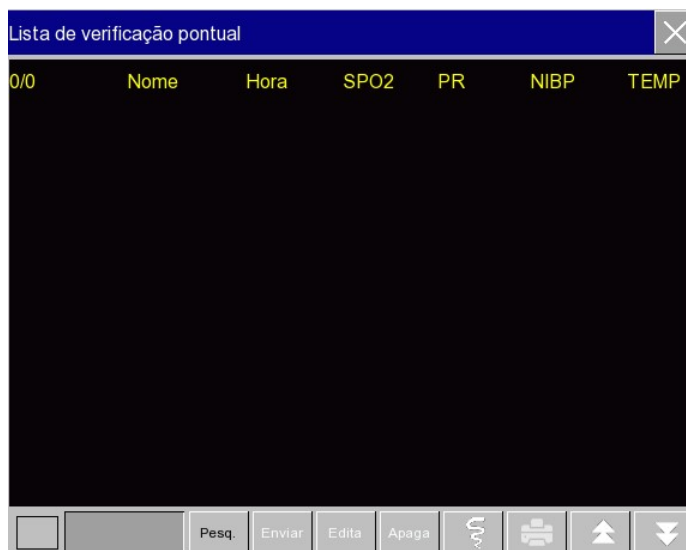 Lista de verificação pontual
0/0 Nome Hora SPO2 PR NIBP TEMP
Pesq. Enviar Edita Apaga